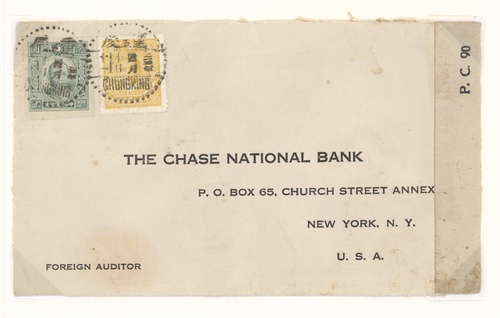 CHUNGKING
CHUNGKING
P. C. 90
THE CHASE NATIONAL BANK
P. O. BOX 65, CHURCH STREET ANNEX
NEW YORK, N. Y.
U. S. A.
FOREIGN AUDITOR